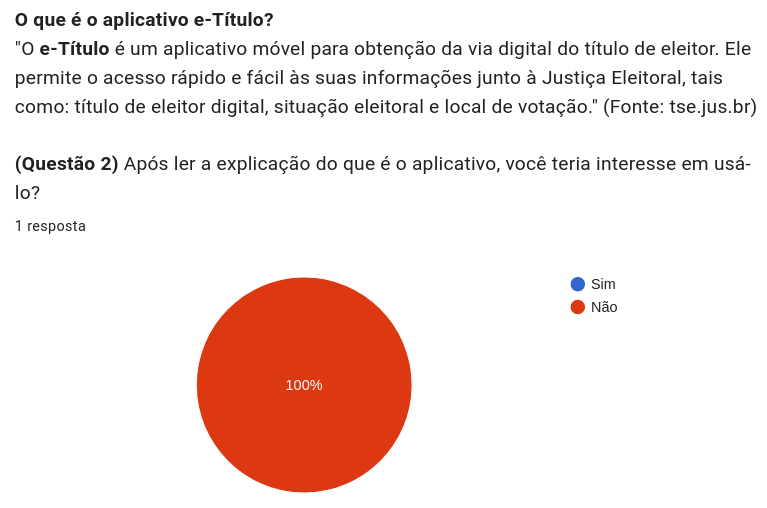 O que é o aplicativo e-Título?
"O e-Título é um aplicativo móvel para obtenção da via digital do título de eleitor. Ele
permite o acesso rápido e fácil às suas informações junto à Justiça Eleitoral, tais
como: título de eleitor digital, situação eleitoral e local de votação." (Fonte: tse.jus.br)
(Questão 2) Após ler a explicação do que é o aplicativo, você teria interesse em usá-
lo?
1 resposta
Sim
Não
100%